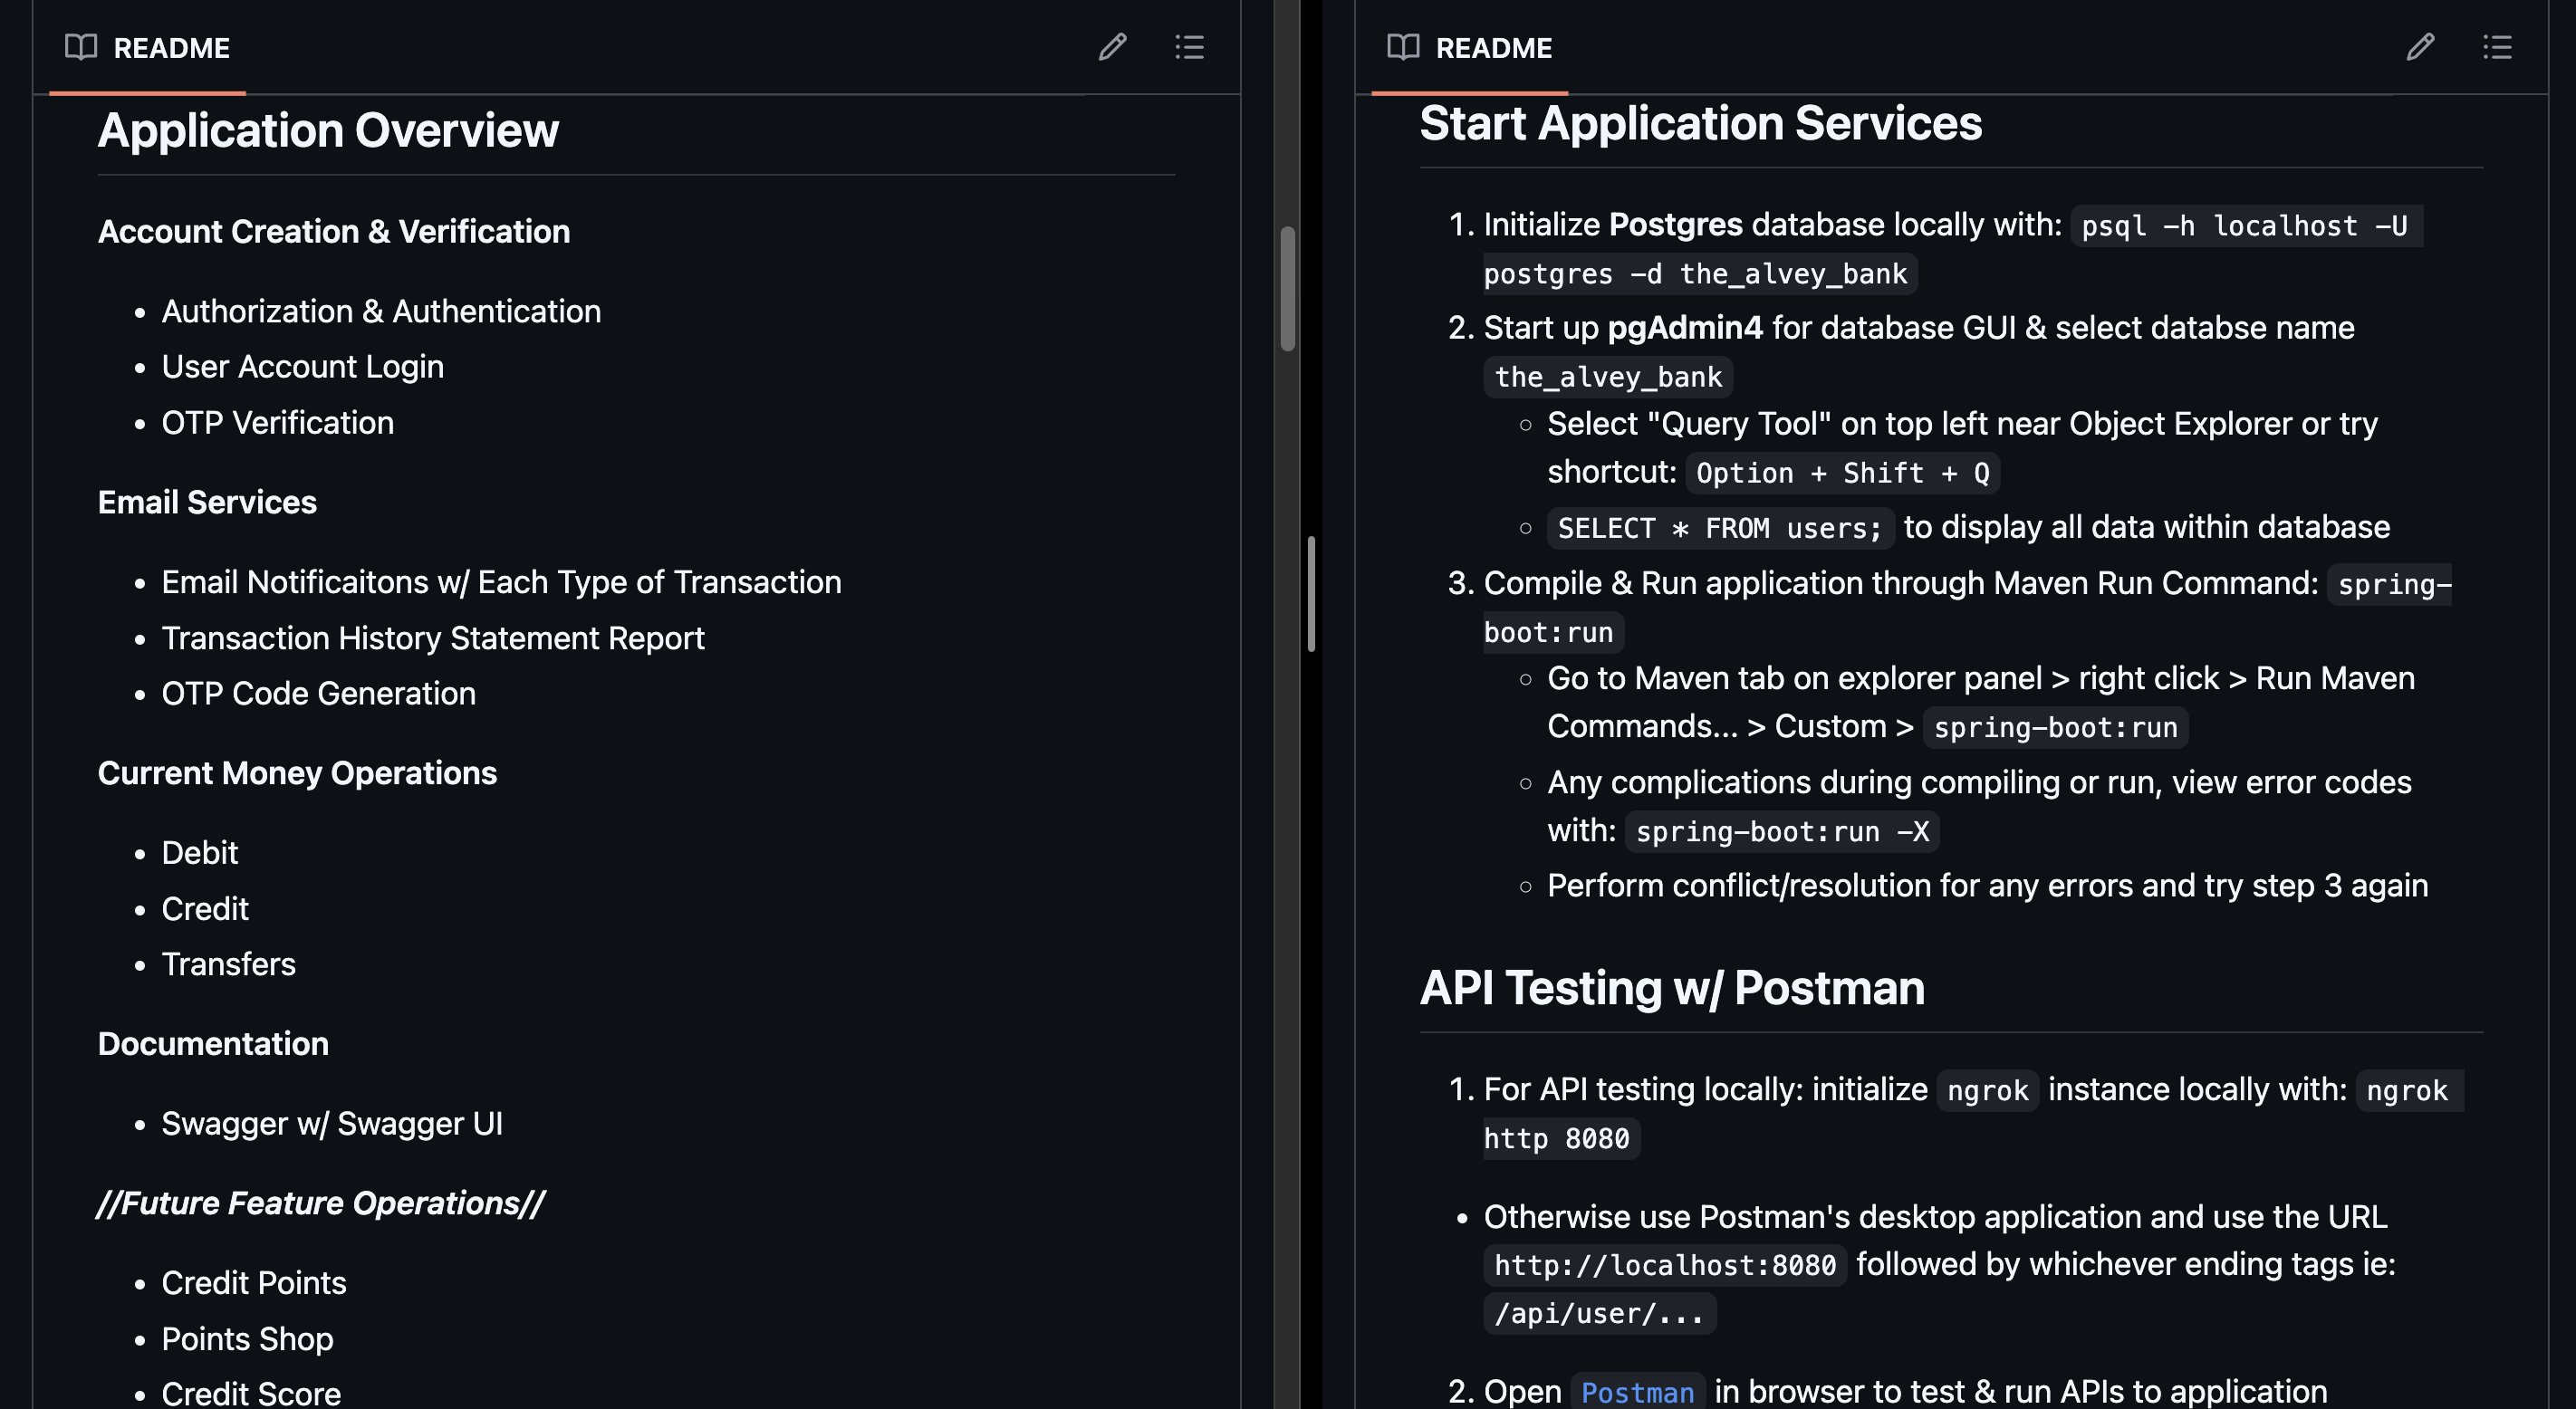 README
Application Overview
Account Creation & Verification
• Authorization & Authentication
• User Account Login
• OTP Verification
Email Services
• Email Notificaitons w/ Each Type of Transaction
• Transaction History Statement Report
• OTP Code Generation
Current Money Operations
• Debit
• Credit
• Transfers
Documentation
• Swagger w/ Swagger UI
//Future Feature Operations//
• Credit Points
• Points Shop
• Credit Score
README
Start Application Services
1. Initialize Postgres database locally with: psql -h localhost -U
postgres -d the_alvey_bank
2. Start up pgAdmin4 for database GUI & select databse name
the_alvey_bank
◦ Select "Query Tool" on top left near Object Explorer or try
shortcut: Option + Shift + Q
◦ SELECT * FROM users; to display all data within database
3. Compile & Run application through Maven Run Command: spring-
boot:run
◦ Go to Maven tab on explorer panel > right click > Run Maven
Commands... > Custom > spring-boot:run
◦ Any complications during compiling or run, view error codes
with: spring-boot:run -X
◦ Perform conflict/resolution for any errors and try step 3 again
API Testing w/ Postman
1. For API testing locally: initialize ngrok instance locally with: ngrok
http 8080
• Otherwise use Postman's desktop application and use the URL
http://localhost:8080 followed by whichever ending tags ie:
/api/user/...
2. Open Postman in browser to test & run APIs to application